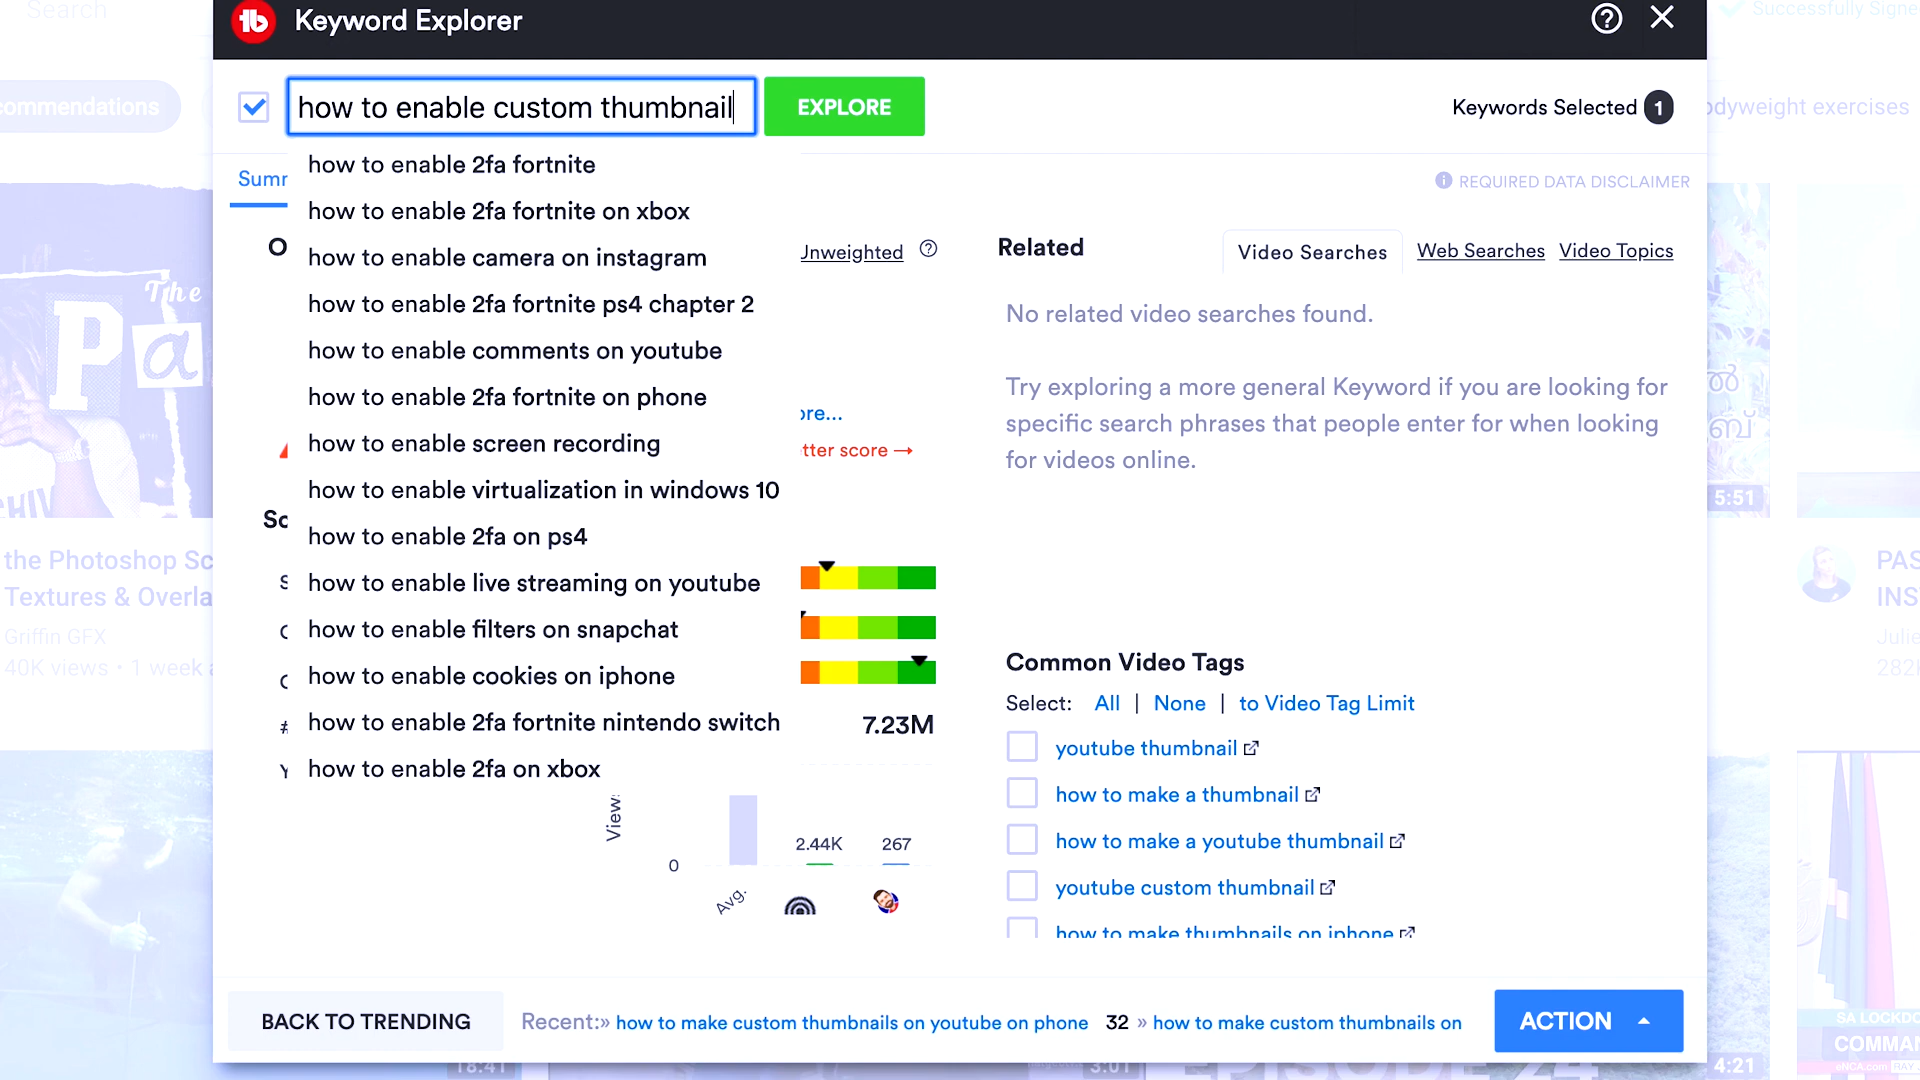 Search
Successfully Signe
tb Keyword Explorer
commendations
how to enable custom thumbnail
EXPLORE
Keywords Selected 1
odyweight exercises
how to enable 2fa fortnite
how to enable 2fa fortnite on xbox
how to enable camera on instagram
how to enable 2fa fortnite ps4 chapter 2
how to enable comments on youtube
how to enable 2fa fortnite on phone
how to enable screen recording
how to enable virtualization in windows 10
how to enable 2fa on ps4
how to enable live streaming on youtube
how to enable filters on snapchat
how to enable cookies on iphone
how to enable 2fa fortnite nintendo switch
how to enable 2fa on xbox
Sumr
REQUIRED DATA DISCLAIMER
O
Unweighted
ore...
tter score →
Sc
7.23M
Views
0
2.44K
267
Avg.
Related
Video Searches
Web Searches
Video Topics
No related video searches found.
Try exploring a more general Keyword if you are looking for
specific search phrases that people enter for when looking
for videos online.
Common Video Tags
Select: All | None | to Video Tag Limit
youtube thumbnail
how to make a thumbnail
how to make a youtube thumbnail
youtube custom thumbnail
how to make thumbnails on iphone
BACK TO TRENDING
Recent:» how to make custom thumbnails on youtube on phone 32 » how to make custom thumbnails on
ACTION
The
Pa
the Photoshop Sc
Textures & Overla
Griffin GFX
40K views • 1 week a
18:41
3:01
EPISODE 24
5:51
PAS
INS
Julie
282K
4:21
SA LOCKDO
COMMAN
eNCA.com